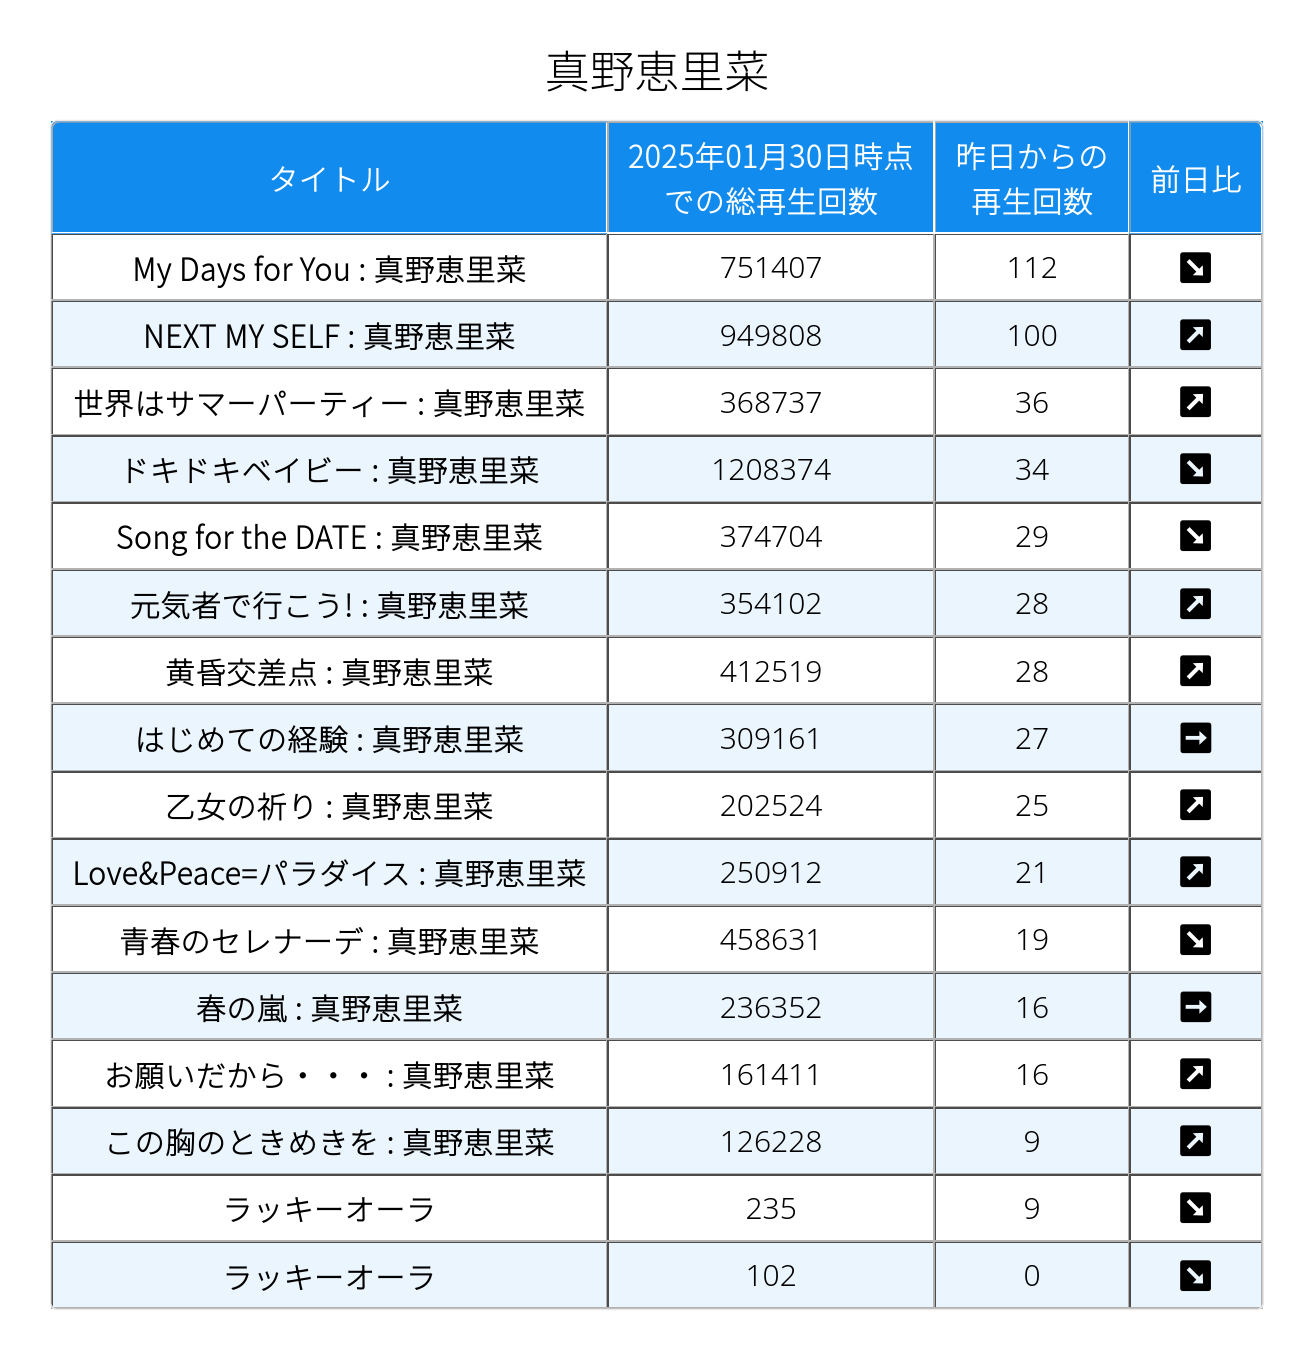 真野恵里菜
タイトル
2025年01月30日時点
での総再生回数
昨日からの
再生回数
前日比
My Days for You : 真野恵里菜 751407 112 ↘
NEXT MY SELF : 真野恵里菜 949808 100 ↗
世界はサマーパーティー : 真野恵里菜 368737 36 ↗
ドキドキベイビー : 真野恵里菜 1208374 34 ↘
Song for the DATE : 真野恵里菜 374704 29 ↘
元気者で行こう! : 真野恵里菜 354102 28 ↗
黄昏交差点 : 真野恵里菜 412519 28 ↗
はじめての経験 : 真野恵里菜 309161 27 →
乙女の祈り : 真野恵里菜 202524 25 ↗
Love&Peace=パラダイス : 真野恵里菜 250912 21 ↗
青春のセレナーデ : 真野恵里菜 458631 19 ↘
春の嵐 : 真野恵里菜 236352 16 →
お願いだから・・・ : 真野恵里菜 161411 16 ↗
この胸のときめきを : 真野恵里菜 126228 9 ↗
ラッキーオーラ 235 9 ↘
ラッキーオーラ 102 0 ↘